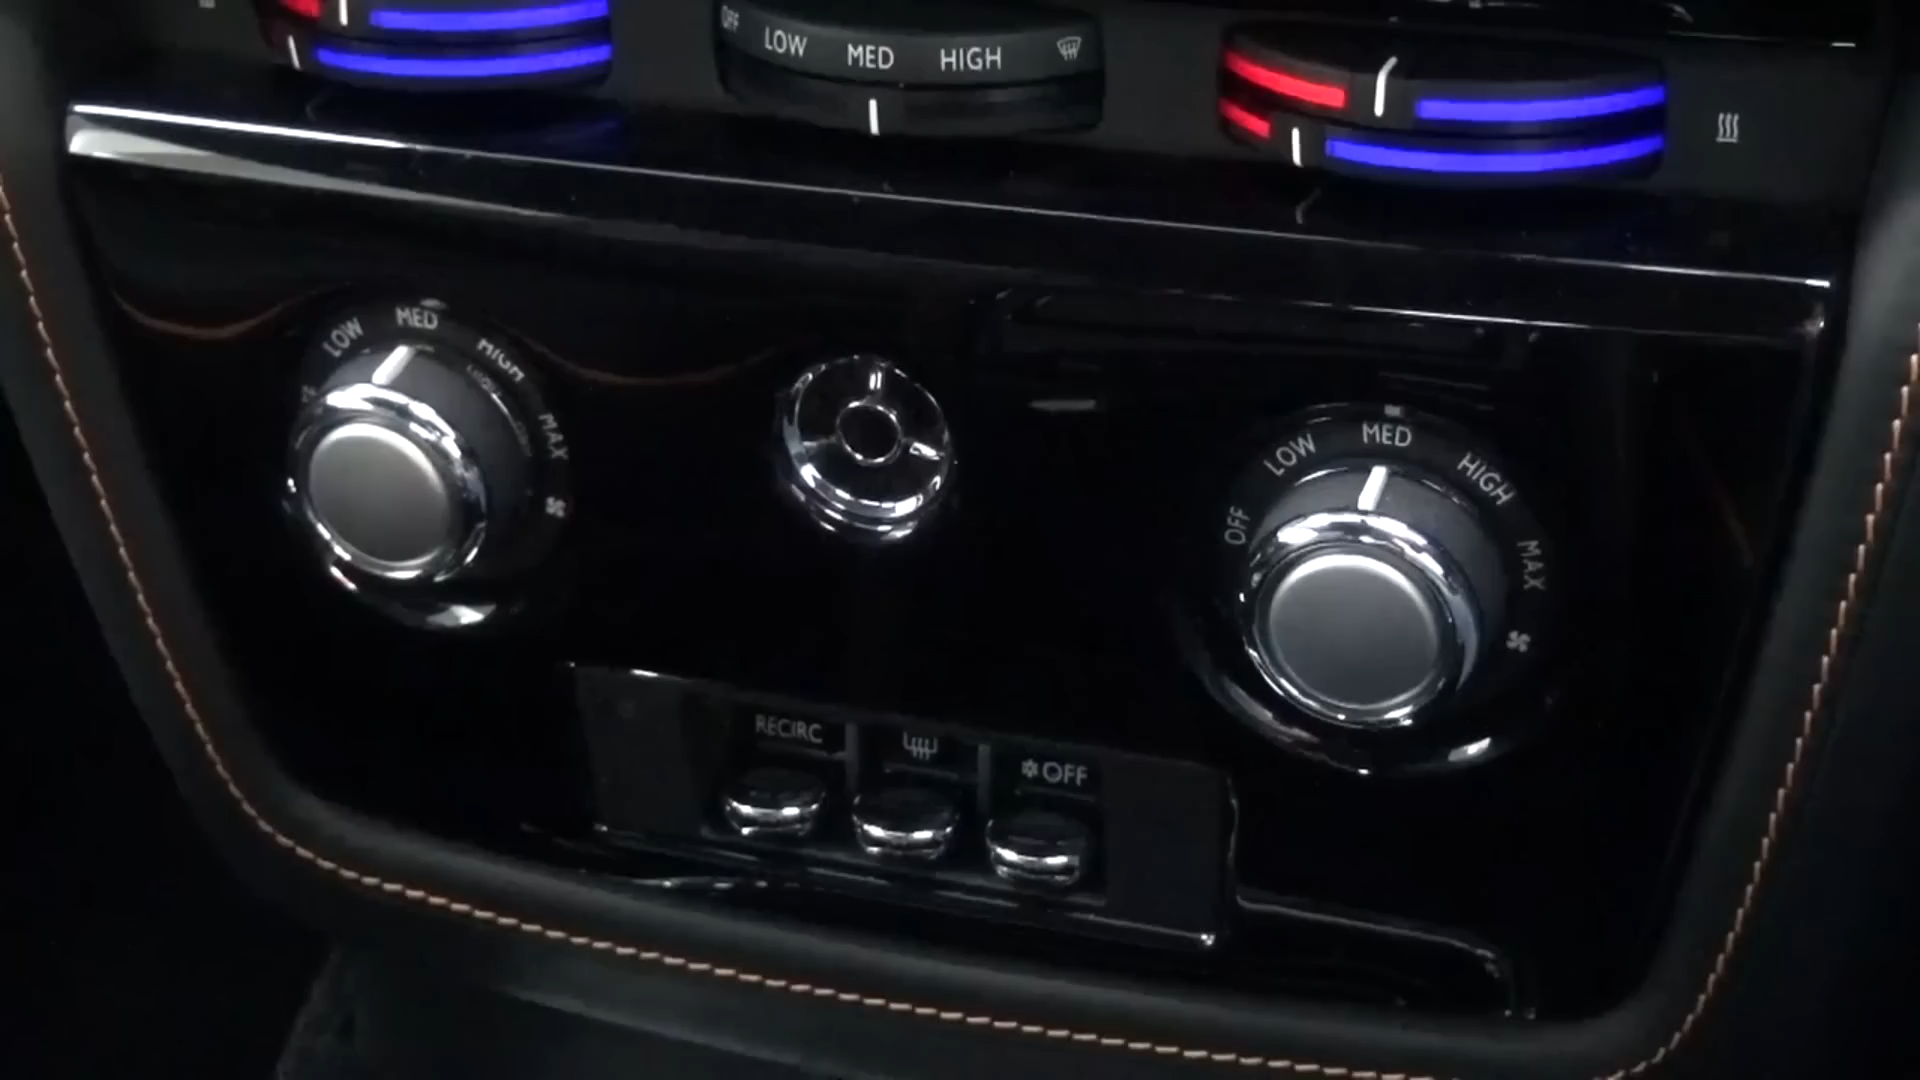 OFF LOW MED HIGH
LOW MED HIGH MAX
OFF LOW MED HIGH MAX
RECIRC
OFF